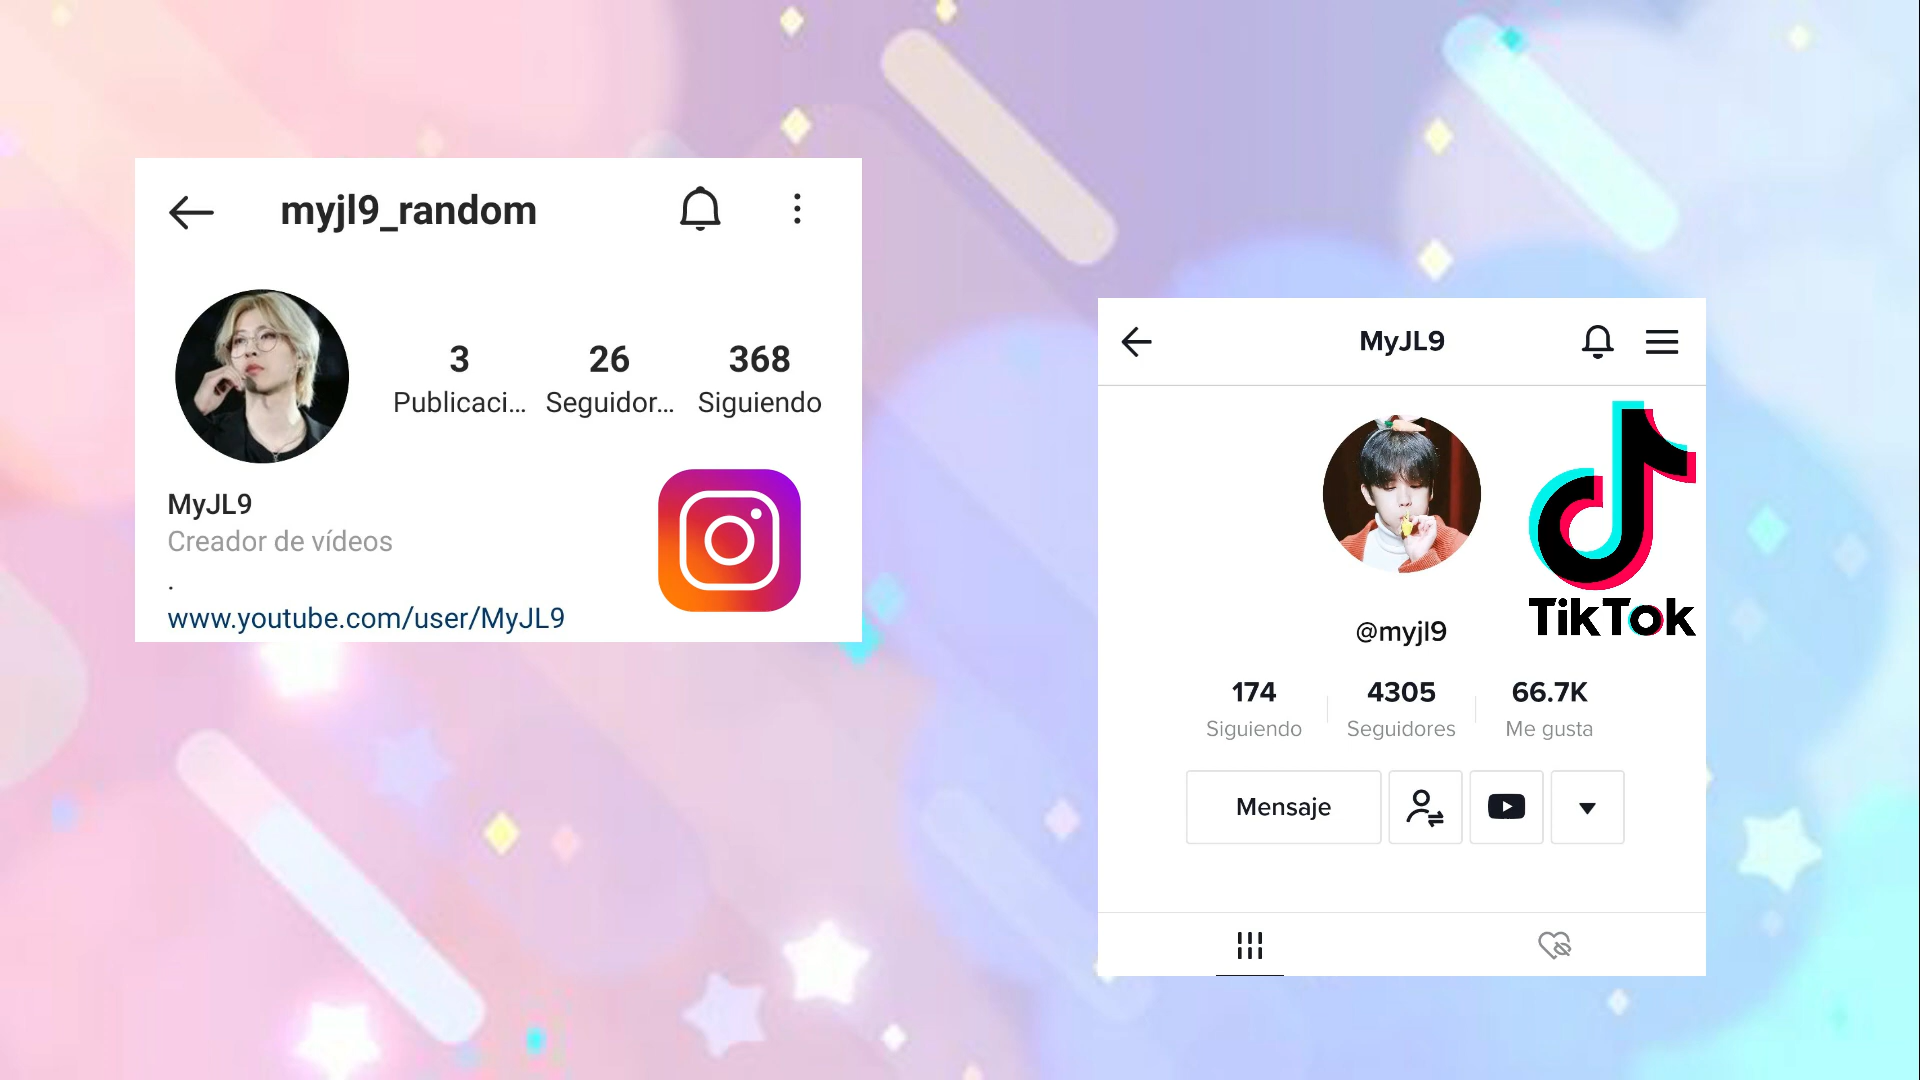 myjl9_random
3 26 368
Publicaci... Seguidor... Siguiendo
MyJL9
Creador de vídeos
.
www.youtube.com/user/MyJL9
MyJL9
TikTok
@myjl9
174 4305 66.7K
Siguiendo Seguidores Me gusta
Mensaje